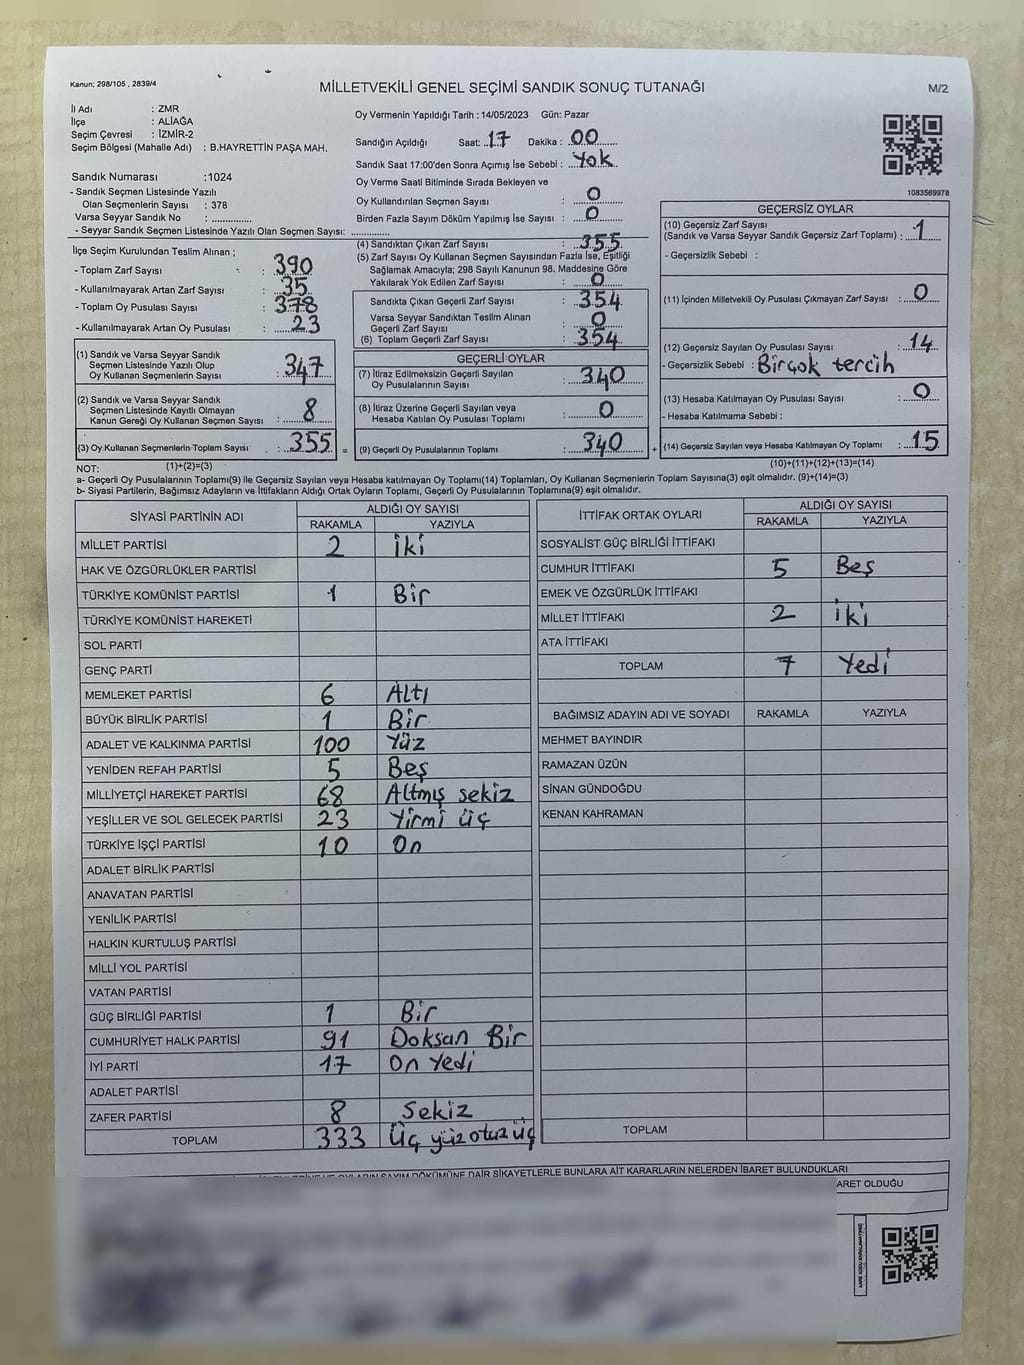 Kanun; 298/105 , 2839/4
MİLLETVEKİLİ GENEL SEÇİMİ SANDIK SONUÇ TUTANAĞI
M/2
İl Adı : ZMR
İlçe : ALİAĞA
Seçim Çevresi : İZMİR-2
Seçim Bölgesi (Mahalle Adı) : B.HAYRETTİN PAŞA MAH.
Sandık Numarası :1024
- Sandık Seçmen Listesinde Yazılı
Olan Seçmenlerin Sayısı : 378
Varsa Seyyar Sandık No : ..............
- Seyyar Sandık Seçmen Listesinde Yazılı Olan Seçmen Sayısı: ..............
Oy Vermenin Yapıldığı Tarih : 14/05/2023 Gün: Pazar
Sandığın Açıldığı Saat: 17 Dakika : 00
Sandık Saat 17:00'den Sonra Açımış İse Sebebi : Yok
Oy Verme Saati Bitiminde Sırada Bekleyen ve
Oy Kullandırılan Seçmen Sayısı : 0
Birden Fazla Sayım Döküm Yapılmış İse Sayısı : 0
1083569978
İlçe Seçim Kurulundan Teslim Alınan ;
- Toplam Zarf Sayısı : 390
- Kullanılmayarak Artan Zarf Sayısı : 35
- Toplam Oy Pusulası Sayısı : 378
- Kullanılmayarak Artan Oy Pusulası : 23
(1) Sandık ve Varsa Seyyar Sandık
Seçmen Listesinde Yazılı Olup
Oy Kullanan Seçmenlerin Sayısı : 347
(2) Sandık ve Varsa Seyyar Sandık
Seçmen Listesinde Kayıtlı Olmayan
Kanun Gereği Oy Kullanan Seçmen Sayısı : 8
(3) Oy Kullanan Seçmenlerin Toplam Sayısı : 355
(1)+(2)=(3)
(4) Sandıktan Çıkan Zarf Sayısı : 355
(5) Zarf Sayısı Oy Kullanan Seçmen Sayısından Fazla İse, Eşitliği
Sağlamak Amacıyla; 298 Sayılı Kanunun 98. Maddesine Göre
Yakılarak Yok Edilen Zarf Sayısı : 0
Sandıkta Çıkan Geçerli Zarf Sayısı : 354
Varsa Seyyar Sandıktan Teslim Alınan
Geçerli Zarf Sayısı : 0
(6) Toplam Geçerli Zarf Sayısı : 354
GEÇERLİ OYLAR
(7) İtiraz Edilmeksizin Geçerli Sayılan
Oy Pusulalarının Sayısı : 340
(8) İtiraz Üzerine Geçerli Sayılan veya
Hesaba Katılan Oy Pusulası Toplamı : 0
= (9) Geçerli Oy Pusulalarının Toplamı : 340 +
GEÇERSİZ OYLAR
(10) Geçersiz Zarf Sayısı
(Sandık ve Varsa Seyyar Sandık Geçersiz Zarf Toplamı) : 1
- Geçersizlik Sebebi :
(11) İçinden Milletvekili Oy Pusulası Çıkmayan Zarf Sayısı : 0
(12) Geçersiz Sayılan Oy Pusulası Sayısı : 14
- Geçersizlik Sebebi : Birçok tercih
(13) Hesaba Katılmayan Oy Pusulası Sayısı : 0
- Hesaba Katılmama Sebebi :
(14) Geçersiz Sayılan veya Hesaba Katılmayan Oy Toplamı : 15
(10)+(11)+(12)+(13)=(14)
NOT:
a- Geçerli Oy Pusulalarının Toplamı(9) ile Geçersiz Sayılan veya Hesaba katılmayan Oy Toplamı(14) Toplamları, Oy Kullanan Seçmenlerin Toplam Sayısına(3) eşit olmalıdır. (9)+(14)=(3)
b- Siyasi Partilerin, Bağımsız Adayların ve İttifakların Aldığı Ortak Oyların Toplamı, Geçerli Oy Pusulalarının Toplamına(9) eşit olmalıdır.
SİYASİ PARTİNİN ADI ALDIĞI OY SAYISI
RAKAMLA YAZIYLA
MİLLET PARTİSİ 2 İki
HAK VE ÖZGÜRLÜKLER PARTİSİ
TÜRKİYE KOMÜNİST PARTİSİ 1 Bir
TÜRKİYE KOMÜNİST HAREKETİ
SOL PARTİ
GENÇ PARTİ
MEMLEKET PARTİSİ 6 Altı
BÜYÜK BİRLİK PARTİSİ 1 Bir
ADALET VE KALKINMA PARTİSİ 100 Yüz
YENİDEN REFAH PARTİSİ 5 Beş
MİLLİYETÇİ HAREKET PARTİSİ 68 Altmış sekiz
YEŞİLLER VE SOL GELECEK PARTİSİ 23 Yirmi üç
TÜRKİYE İŞÇİ PARTİSİ 10 On
ADALET BİRLİK PARTİSİ
ANAVATAN PARTİSİ
YENİLİK PARTİSİ
HALKIN KURTULUŞ PARTİSİ
MİLLİ YOL PARTİSİ
VATAN PARTİSİ
GÜÇ BİRLİĞİ PARTİSİ 1 Bir
CUMHURİYET HALK PARTİSİ 91 Doksan Bir
İYİ PARTİ 17 On Yedi
ADALET PARTİSİ
ZAFER PARTİSİ 8 Sekiz
TOPLAM 333 Üç yüz otuz üç
İTTİFAK ORTAK OYLARI ALDIĞI OY SAYISI
RAKAMLA YAZIYLA
SOSYALİST GÜÇ BİRLİĞİ İTTİFAKI
CUMHUR İTTİFAKI 5 Beş
EMEK VE ÖZGÜRLÜK İTTİFAKI
MİLLET İTTİFAKI 2 iki
ATA İTTİFAKI
TOPLAM 7 Yedi
BAĞIMSIZ ADAYIN ADI VE SOYADI RAKAMLA YAZIYLA
MEHMET BAYINDIR
RAMAZAN ÜZÜN
SİNAN GÜNDOĞDU
KENAN KAHRAMAN
TOPLAM
OYLARIN SAYIM DÖKÜMÜNE DAİR ŞİKAYETLERLE BUNLARA AİT KARARLARIN NELERDEN İBARET BULUNDUKLARI
ARET OLDUĞU